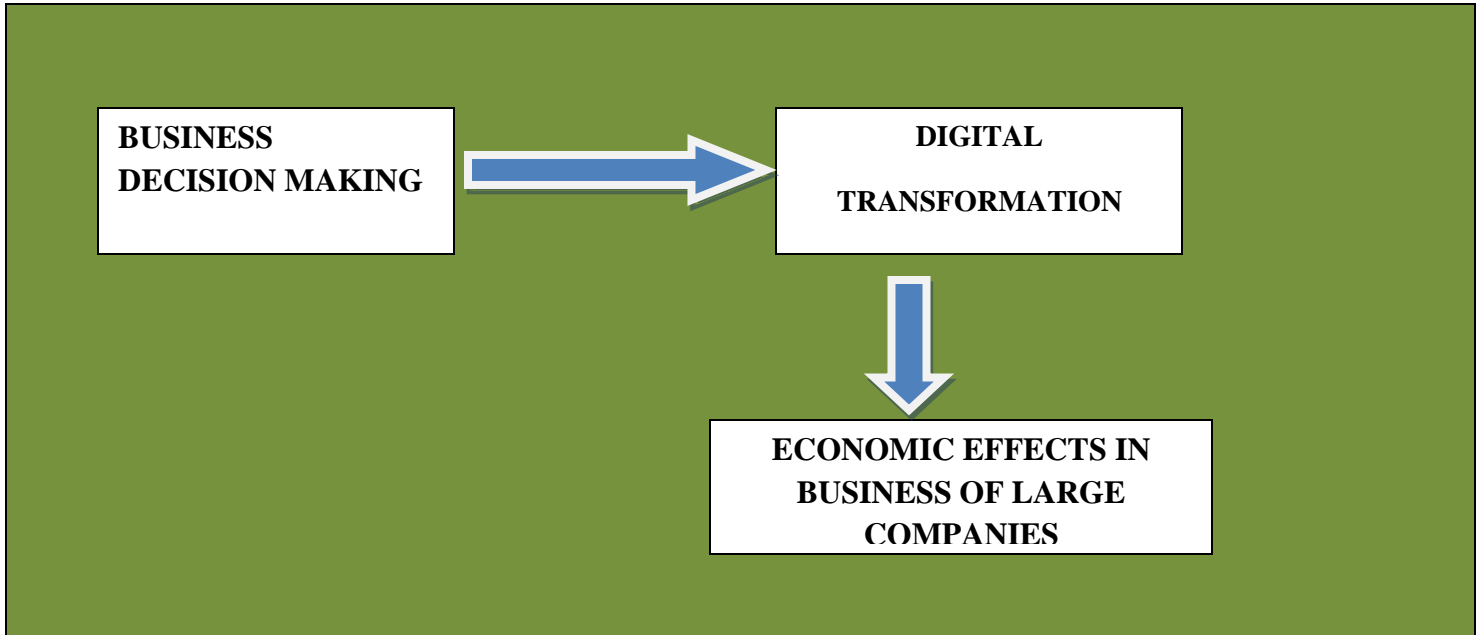 BUSINESS
DECISION MAKING
DIGITAL
TRANSFORMATION
ECONOMIC EFFECTS IN
BUSINESS OF LARGE
COMPANIES